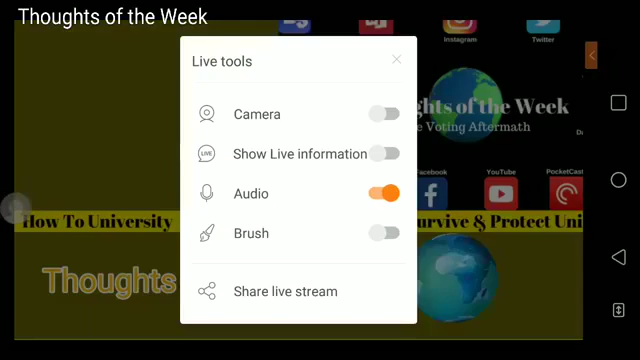 Thoughts of the Week
Instagram
Twitter
Live tools
Camera
LIVE
Show Live information
Audio
Brush
Share live stream
ghts of the Week
e Voting Aftermath
Da
Facebook
YouTube
PocketCast
How To University
urvive & Protect Uni
Thoughts